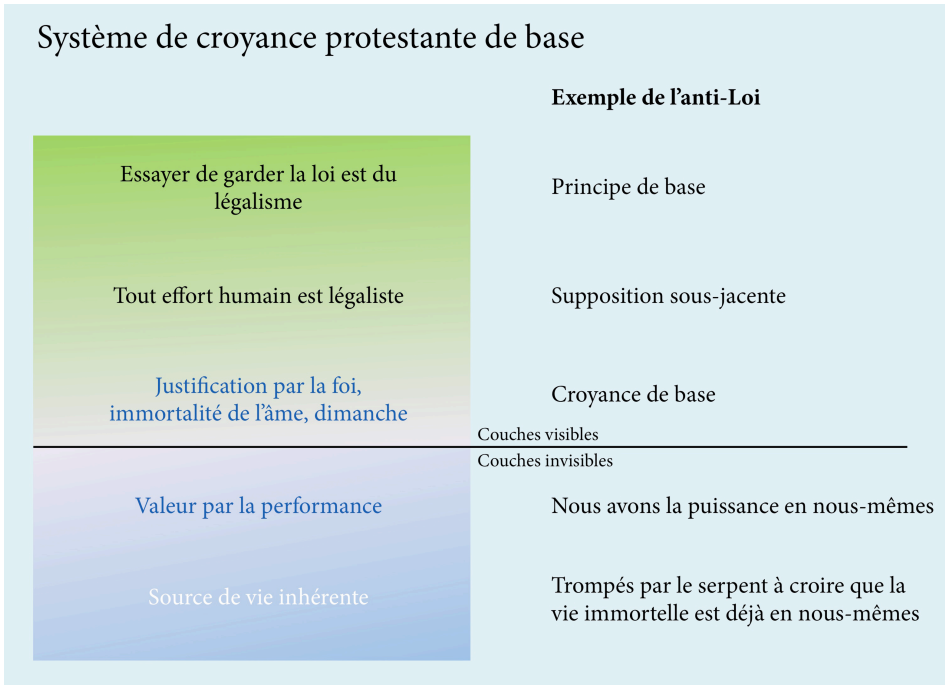 Système de croyance protestante de base
Exemple de l’anti-Loi
Essayer de garder la loi est du
légalisme
Principe de base
Tout effort humain est légaliste
Supposition sous-jacente
Justification par la foi,
immortalité de l’âme, dimanche
Croyance de base
Couches visibles
Couches invisibles
Valeur par la performance
Nous avons la puissance en nous-mêmes
Source de vie inhérente
Trompés par le serpent à croire que la
vie immortelle est déjà en nous-mêmes